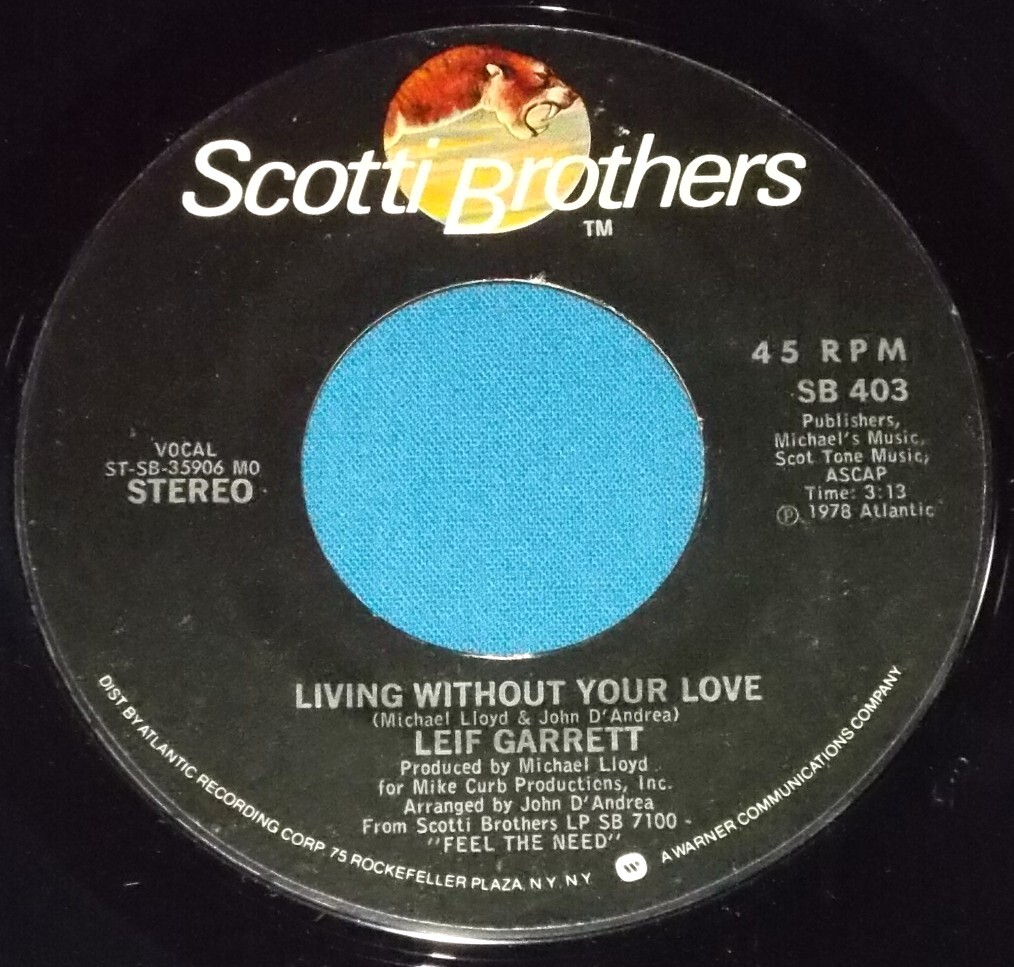 Scotti Brothers
TM
45 RPM
SB 403
Publishers,
Michael's Music,
Scot Tone Music,
ASCAP
Time: 3:13
Ⓟ 1978 Atlantic
VOCAL
ST-SB-35906 MO
STEREO
LIVING WITHOUT YOUR LOVE
(Michael Lloyd & John D'Andrea)
LEIF GARRETT
Produced by Michael Lloyd
for Mike Curb Productions, Inc.
Arranged by John D'Andrea
From Scotti Brothers LP SB 7100 -
"FEEL THE NEED"
DIST BY ATLANTIC RECORDING CORP. 75 ROCKEFELLER PLAZA, N.Y. N.Y. W A WARNER COMMUNICATIONS COMPANY